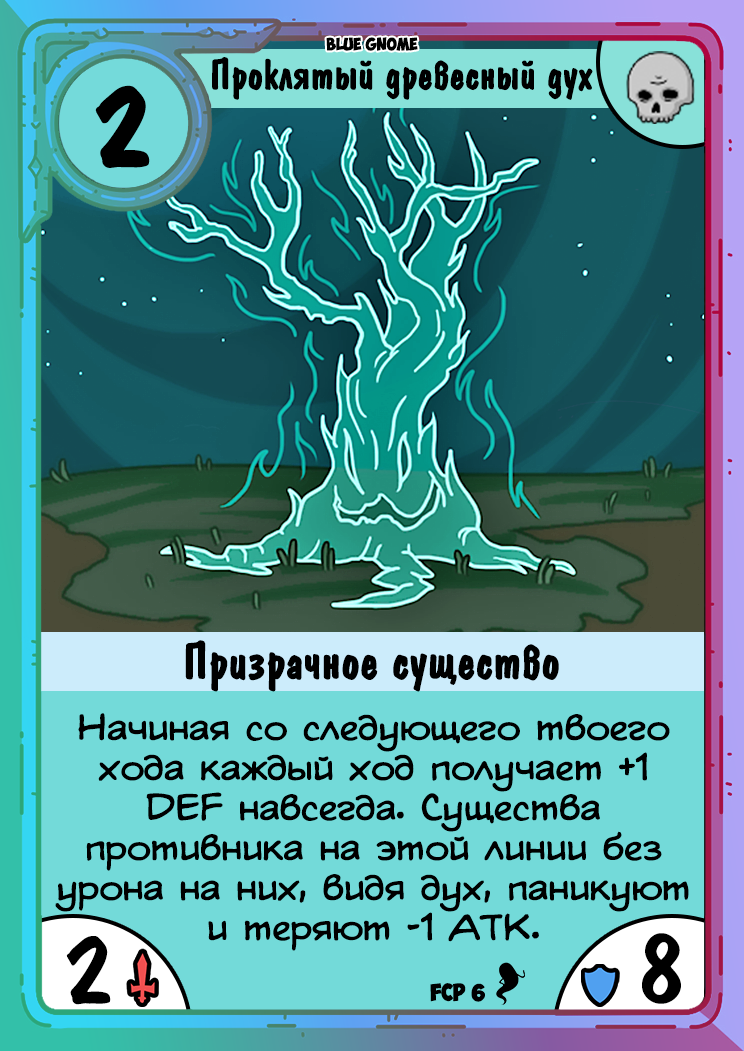 BLUE GNOME
2
Проклятый древесный дух
Призрачное существо
Начиная со следующего твоего
хода каждый ход получает +1
DEF навсегда. Существа
противника на этой линии без
урона на них, видя дух, паникуют
и теряют -1 ATK.
2
FCP 6
8